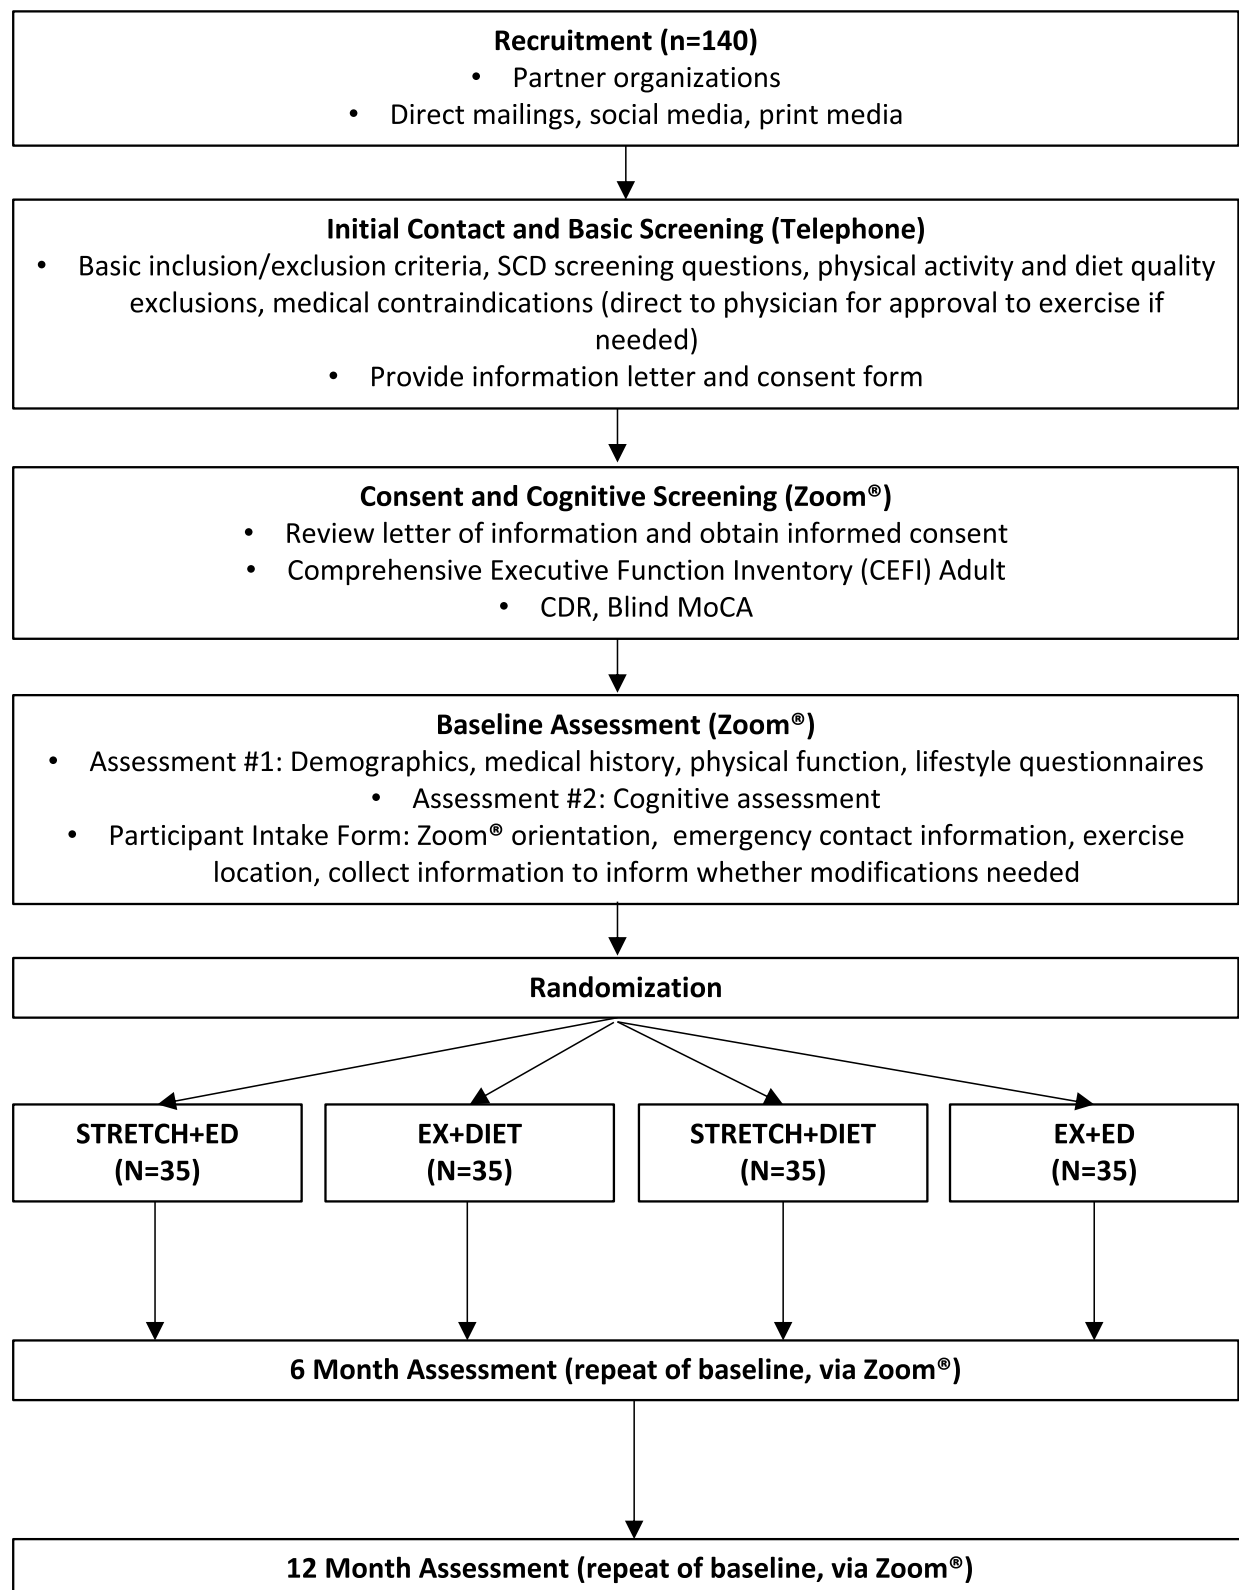 Recruitment (n=140)
• Partner organizations
• Direct mailings, social media, print media
Initial Contact and Basic Screening (Telephone)
• Basic inclusion/exclusion criteria, SCD screening questions, physical activity and diet quality
exclusions, medical contraindications (direct to physician for approval to exercise if
needed)
• Provide information letter and consent form
Consent and Cognitive Screening (Zoom®)
• Review letter of information and obtain informed consent
• Comprehensive Executive Function Inventory (CEFI) Adult
• CDR, Blind MoCA
Baseline Assessment (Zoom®)
• Assessment #1: Demographics, medical history, physical function, lifestyle questionnaires
• Assessment #2: Cognitive assessment
• Participant Intake Form: Zoom® orientation, emergency contact information, exercise
location, collect information to inform whether modifications needed
Randomization
STRETCH+ED
(N=35)
EX+DIET
(N=35)
STRETCH+DIET
(N=35)
EX+ED
(N=35)
6 Month Assessment (repeat of baseline, via Zoom®)
12 Month Assessment (repeat of baseline, via Zoom®)